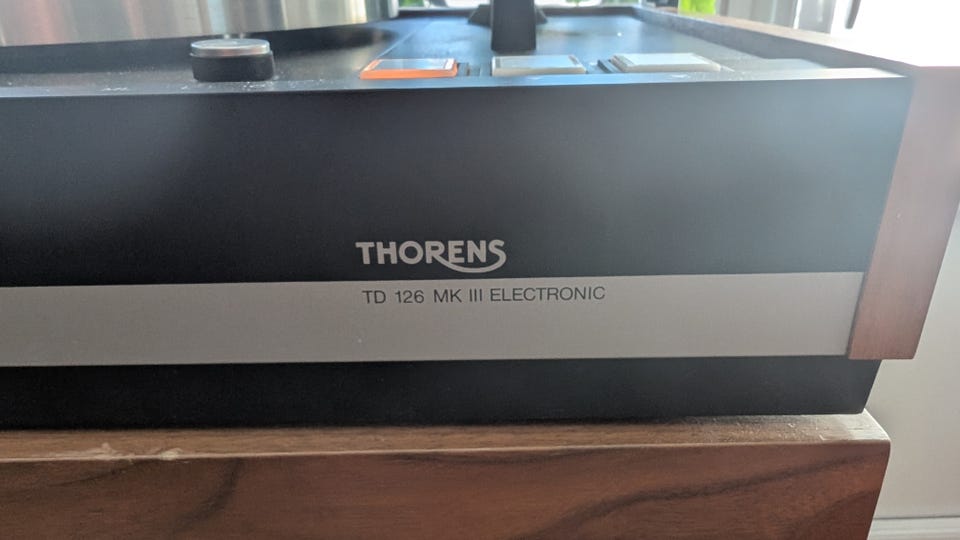 THORENS
TD 126 MK III ELECTRONIC